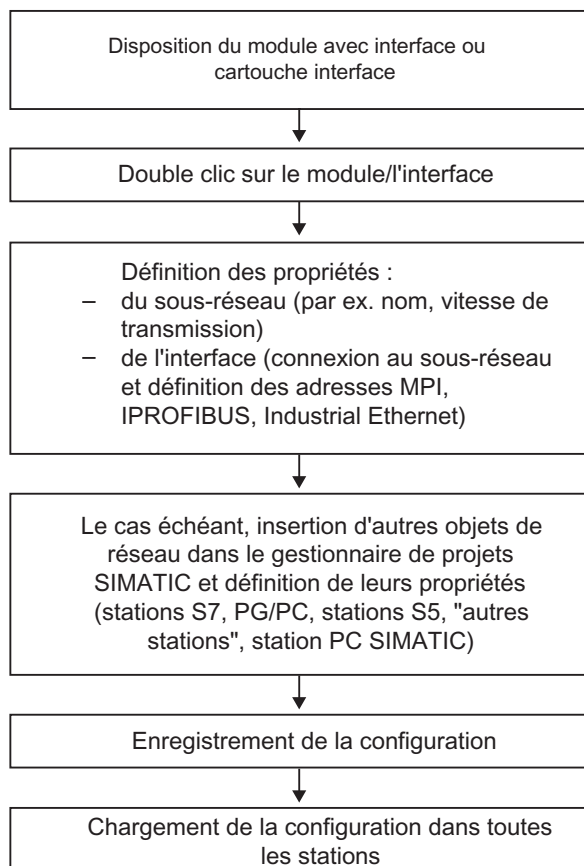 Disposition du module avec interface ou
cartouche interface
Double clic sur le module/l'interface
Définition des propriétés :
– du sous-réseau (par ex. nom, vitesse de
transmission)
– de l'interface (connexion au sous-réseau
et définition des adresses MPI,
IPROFIBUS, Industrial Ethernet)
Le cas échéant, insertion d'autres objets de
réseau dans le gestionnaire de projets
SIMATIC et définition de leurs propriétés
(stations S7, PG/PC, stations S5, "autres
stations", station PC SIMATIC)
Enregistrement de la configuration
Chargement de la configuration dans toutes
les stations